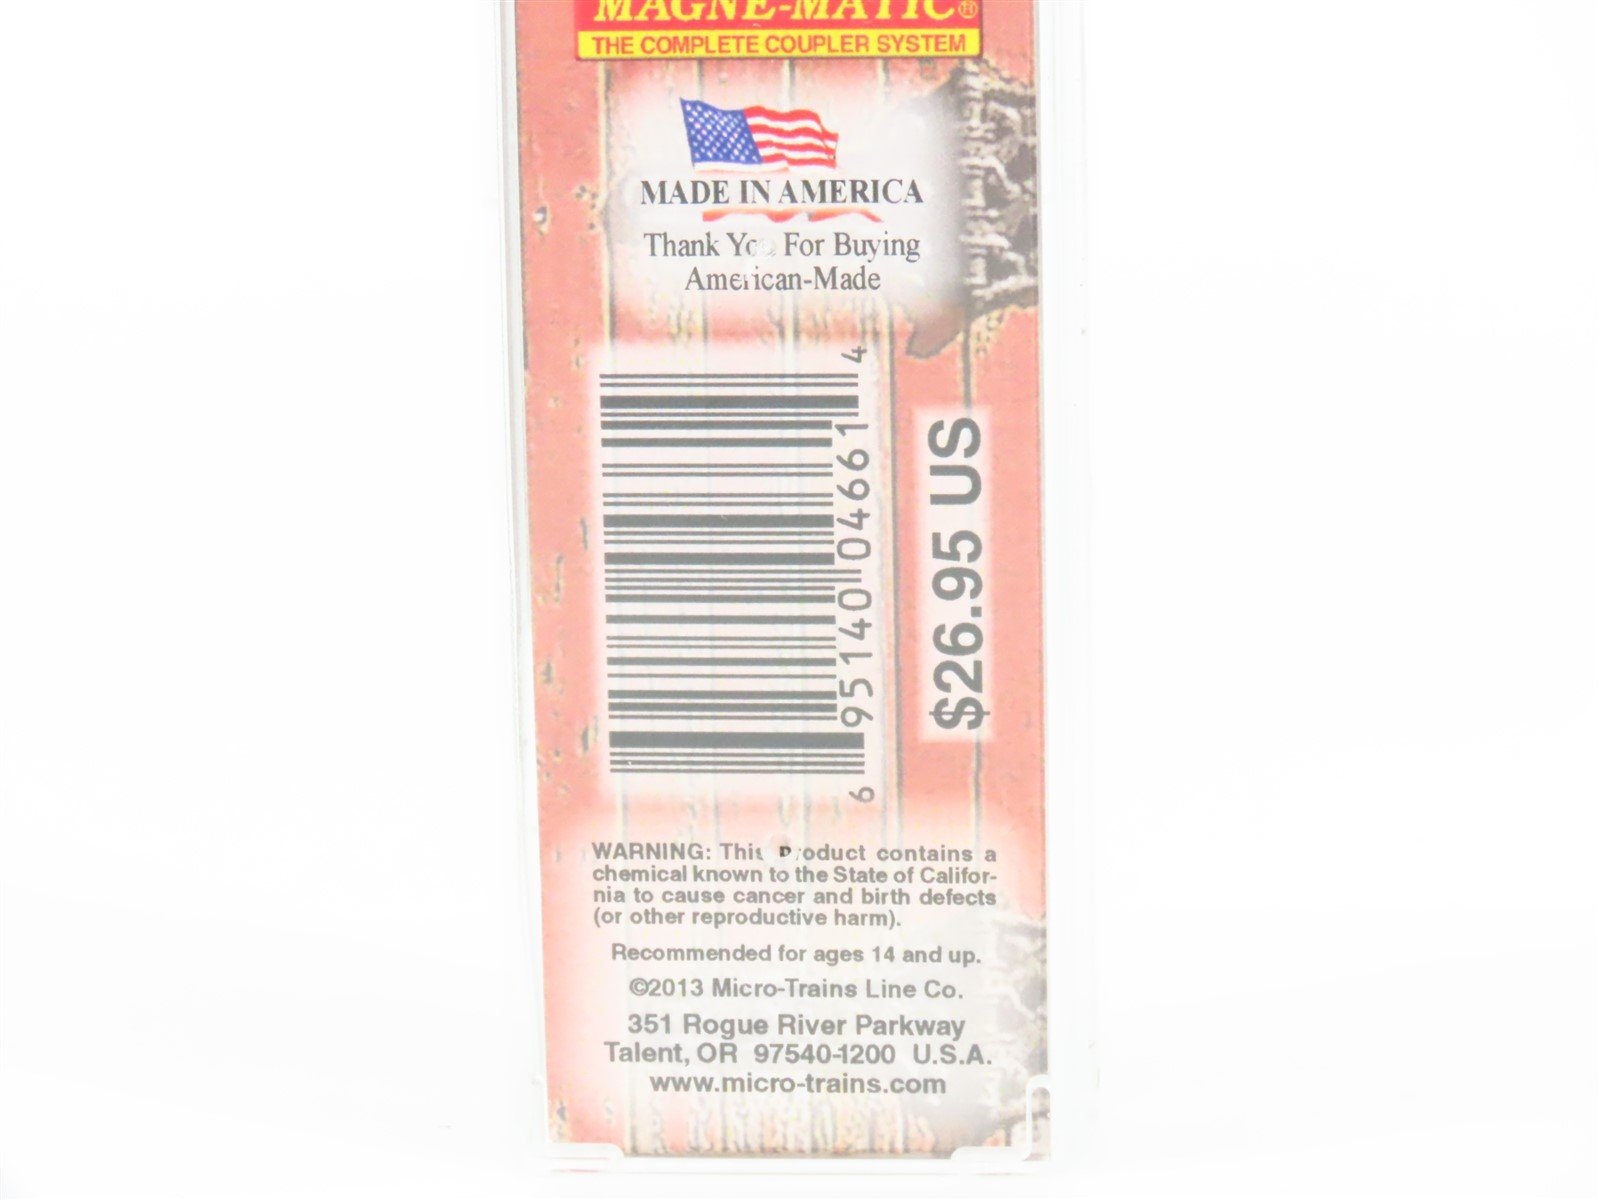 MAGNE-MATIC®
THE COMPLETE COUPLER SYSTEM
MADE IN AMERICA
Thank You For Buying
American-Made
6 95140 04661 4
$26.95 US
WARNING: This Product contains a
chemical known to the State of Califor-
nia to cause cancer and birth defects
(or other reproductive harm).
Recommended for ages 14 and up.
©2013 Micro-Trains Line Co.
351 Rogue River Parkway
Talent, OR 97540-1200 U.S.A.
www.micro-trains.com